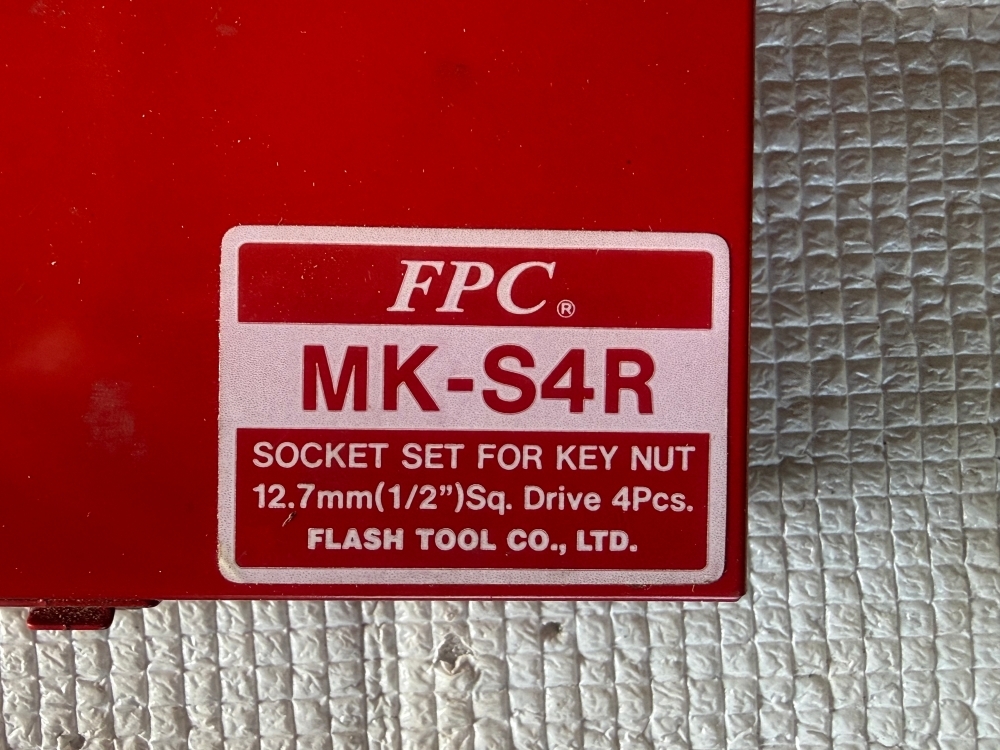 FPC®
MK-S4R
SOCKET SET FOR KEY NUT
12.7mm(1/2")Sq. Drive 4Pcs.
FLASH TOOL CO., LTD.